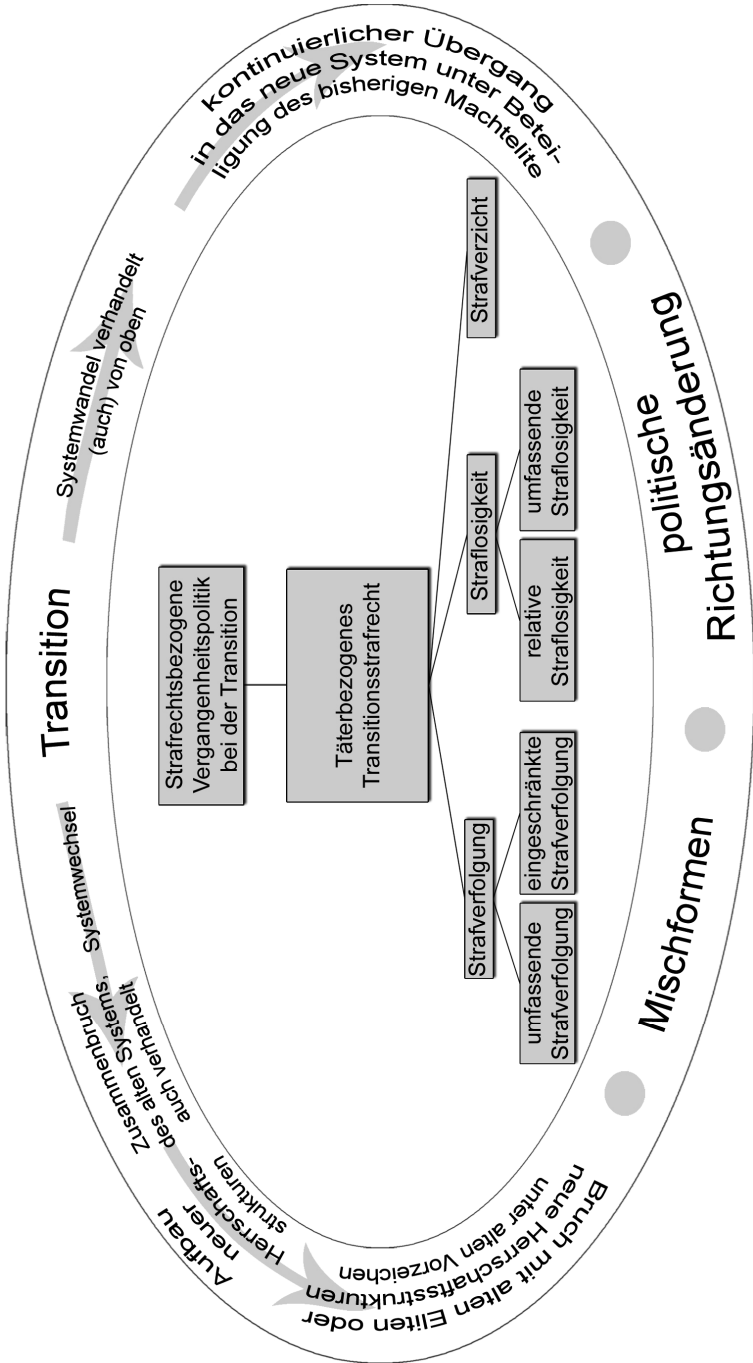 Transition
Systemwechsel
Zusammenbruch
des alten Systems,
auch verhandelt
Aufbau
neuer
Herrschafts-
strukturen
Bruch mit alten Eliten oder
neue Herrschaftsstrukturen
unter alten Vorzeichen
Systemwandel verhandelt
(auch) von oben
kontinuierlicher Übergang
in das neue System unter Betei-
ligung des bisherigen Machtelite
Strafrechtsbezogene
Vergangenheitspolitik
bei der Transition
Täterbezogenes
Transitionsstrafrecht
Strafverfolgung
Straflosigkeit
Strafverzicht
umfassende
Strafverfolgung
eingeschränkte
Strafverfolgung
relative
Straflosigkeit
umfassende
Straflosigkeit
Mischformen
politische
Richtungsänderung